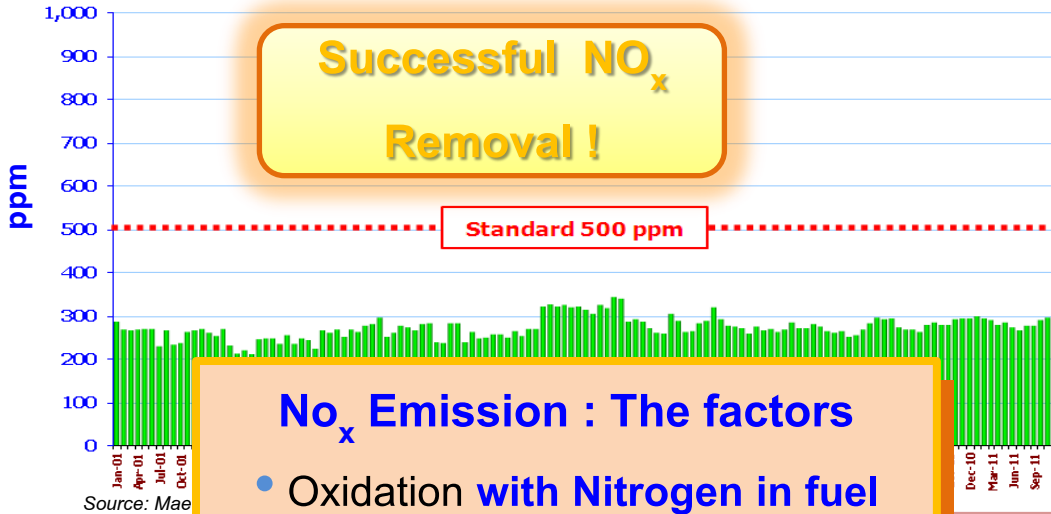 1,000
900
800
700
600
500
400
300
200
100
0
ppm
Successful NOx
Removal !
Standard 500 ppm
Jan-01
Apr-01
Jul-01
Oct-01
Dec-10
Mar-11
Jun-11
Sep-11
Source: Mae
Nox Emission : The factors
• Oxidation with Nitrogen in fuel